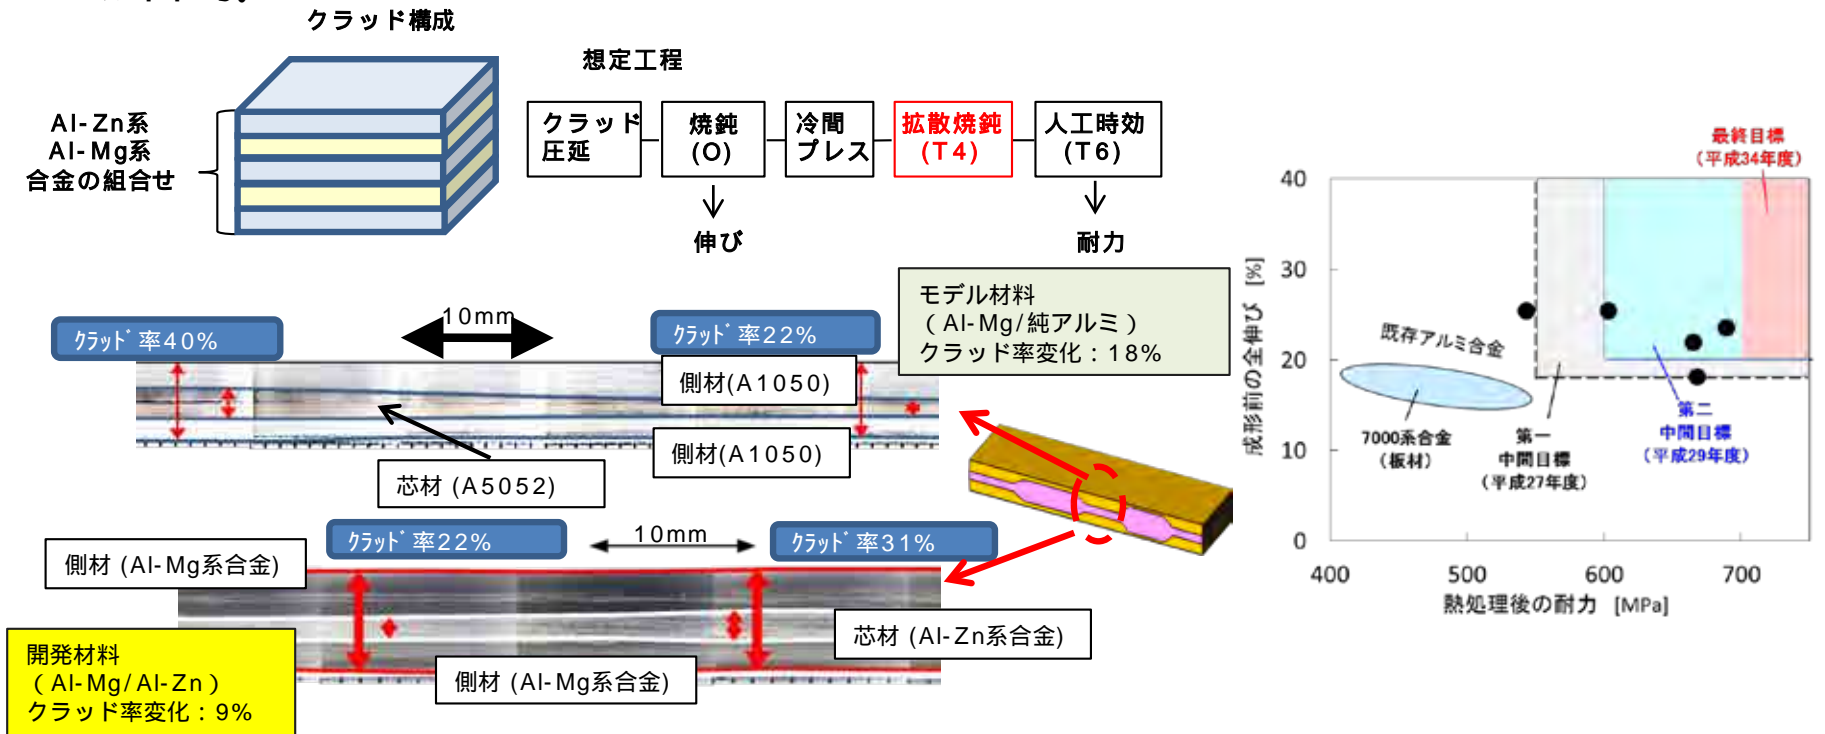 クラッド構成
Al-Zn系
Al-Mg系
合金の組合せ
想定工程
クラッド
圧延
焼鈍
(O)
冷間
プレス
拡散焼鈍
(T4)
人工時効
(T6)
伸び
耐力
モデル材料
(Al-Mg/純アルミ)
クラッド率変化:18%
クラッド率40%
10mm
クラッド率22%
側材(A1050)
側材(A1050)
芯材 (A5052)
クラッド率22%
10mm
クラッド率31%
側材 (Al-Mg系合金)
芯材 (Al-Zn系合金)
側材 (Al-Mg系合金)
開発材料
(Al-Mg/Al-Zn)
クラッド率変化:9%
最終目標
(平成34年度)
成形前の全伸び [%]
40
30
20
10
0
既存アルミ合金
7000系合金
(板材)
第一
中間目標
(平成27年度)
第二
中間目標
(平成29年度)
400
500
600
700
熱処理後の耐力 [MPa]